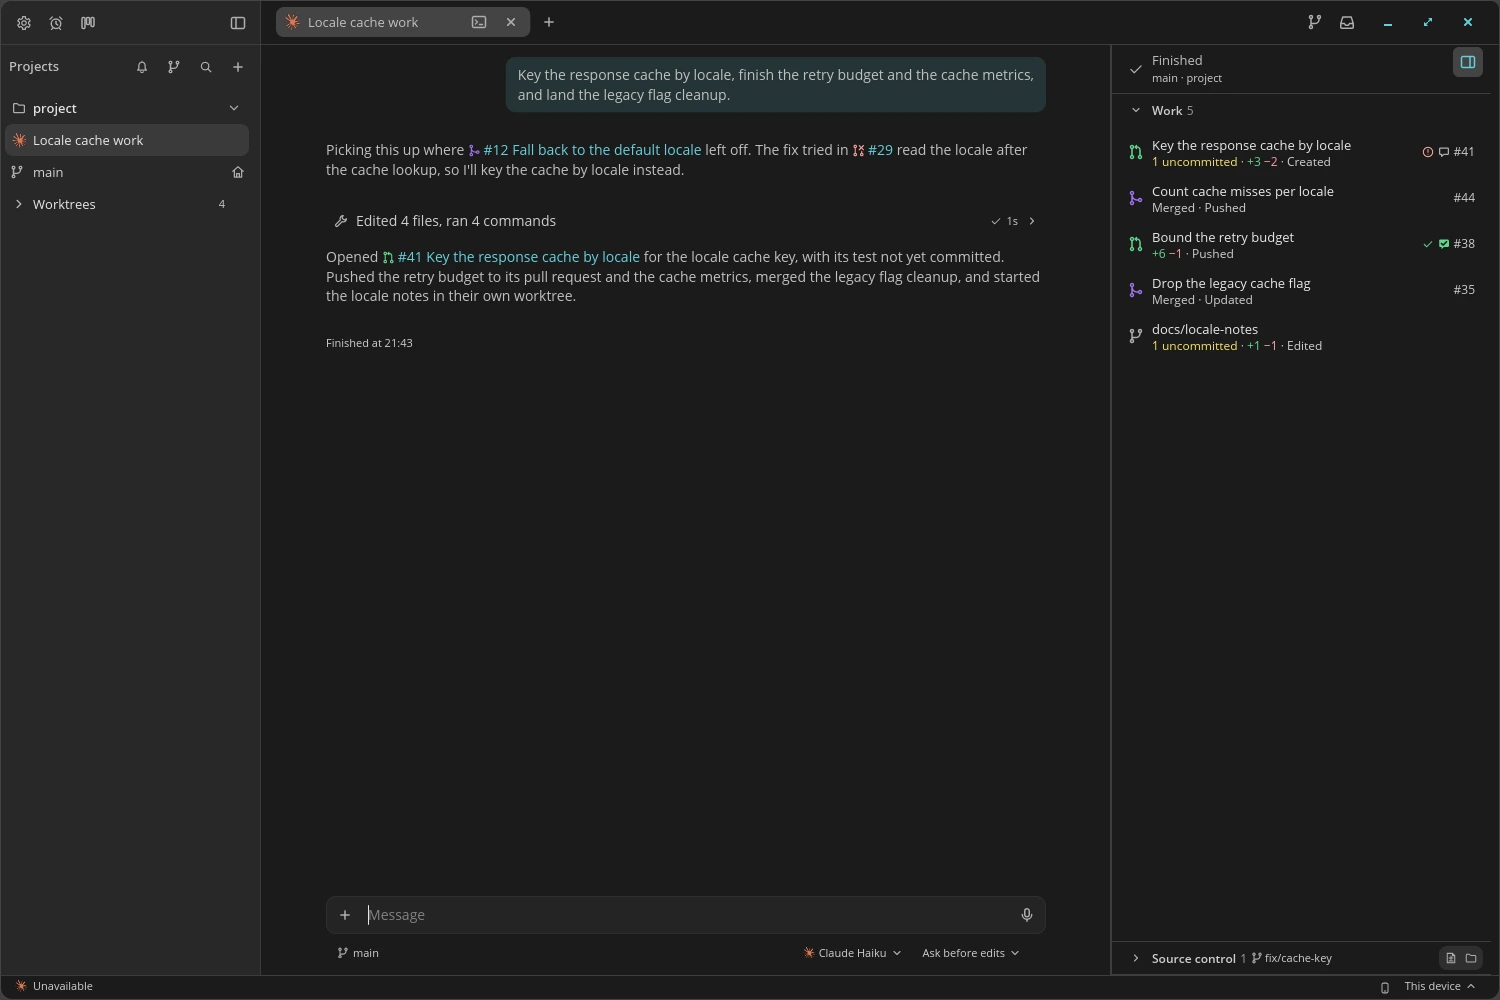 Locale cache work
Projects
project
Locale cache work
main
Worktrees 4
Key the response cache by locale, finish the retry budget and the cache metrics,
and land the legacy flag cleanup.
Picking this up where #12 Fall back to the default locale left off. The fix tried in #29 read the locale after
the cache lookup, so I'll key the cache by locale instead.
Edited 4 files, ran 4 commands 1s
Opened #41 Key the response cache by locale for the locale cache key, with its test not yet committed.
Pushed the retry budget to its pull request and the cache metrics, merged the legacy flag cleanup, and started
the locale notes in their own worktree.
Finished at 21:43
Message
main Claude Haiku Ask before edits
Finished
main · project
Work 5
Key the response cache by locale #41
1 uncommitted · +3 −2 · Created
Count cache misses per locale #44
Merged · Pushed
Bound the retry budget #38
+6 −1 · Pushed
Drop the legacy cache flag #35
Merged · Updated
docs/locale-notes
1 uncommitted · +1 −1 · Edited
Source control 1 fix/cache-key
Unavailable
This device